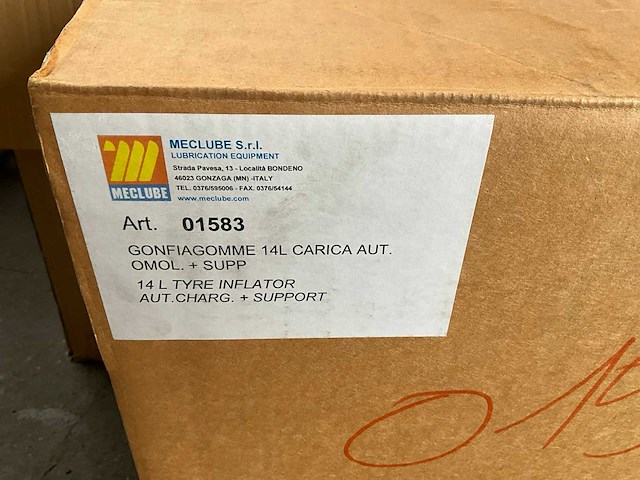 MECLUBE S.r.l.
LUBRICATION EQUIPMENT
Strada Pavesa, 13 - Località BONDENO
46023 GONZAGA (MN) -ITALY
TEL. 0376/595006 - FAX. 0376/54144
www.meclube.com
MECLUBE
Art. 01583
GONFIAGOMME 14L CARICA AUT.
OMOL. + SUPP
14 L TYRE INFLATOR
AUT.CHARG. + SUPPORT